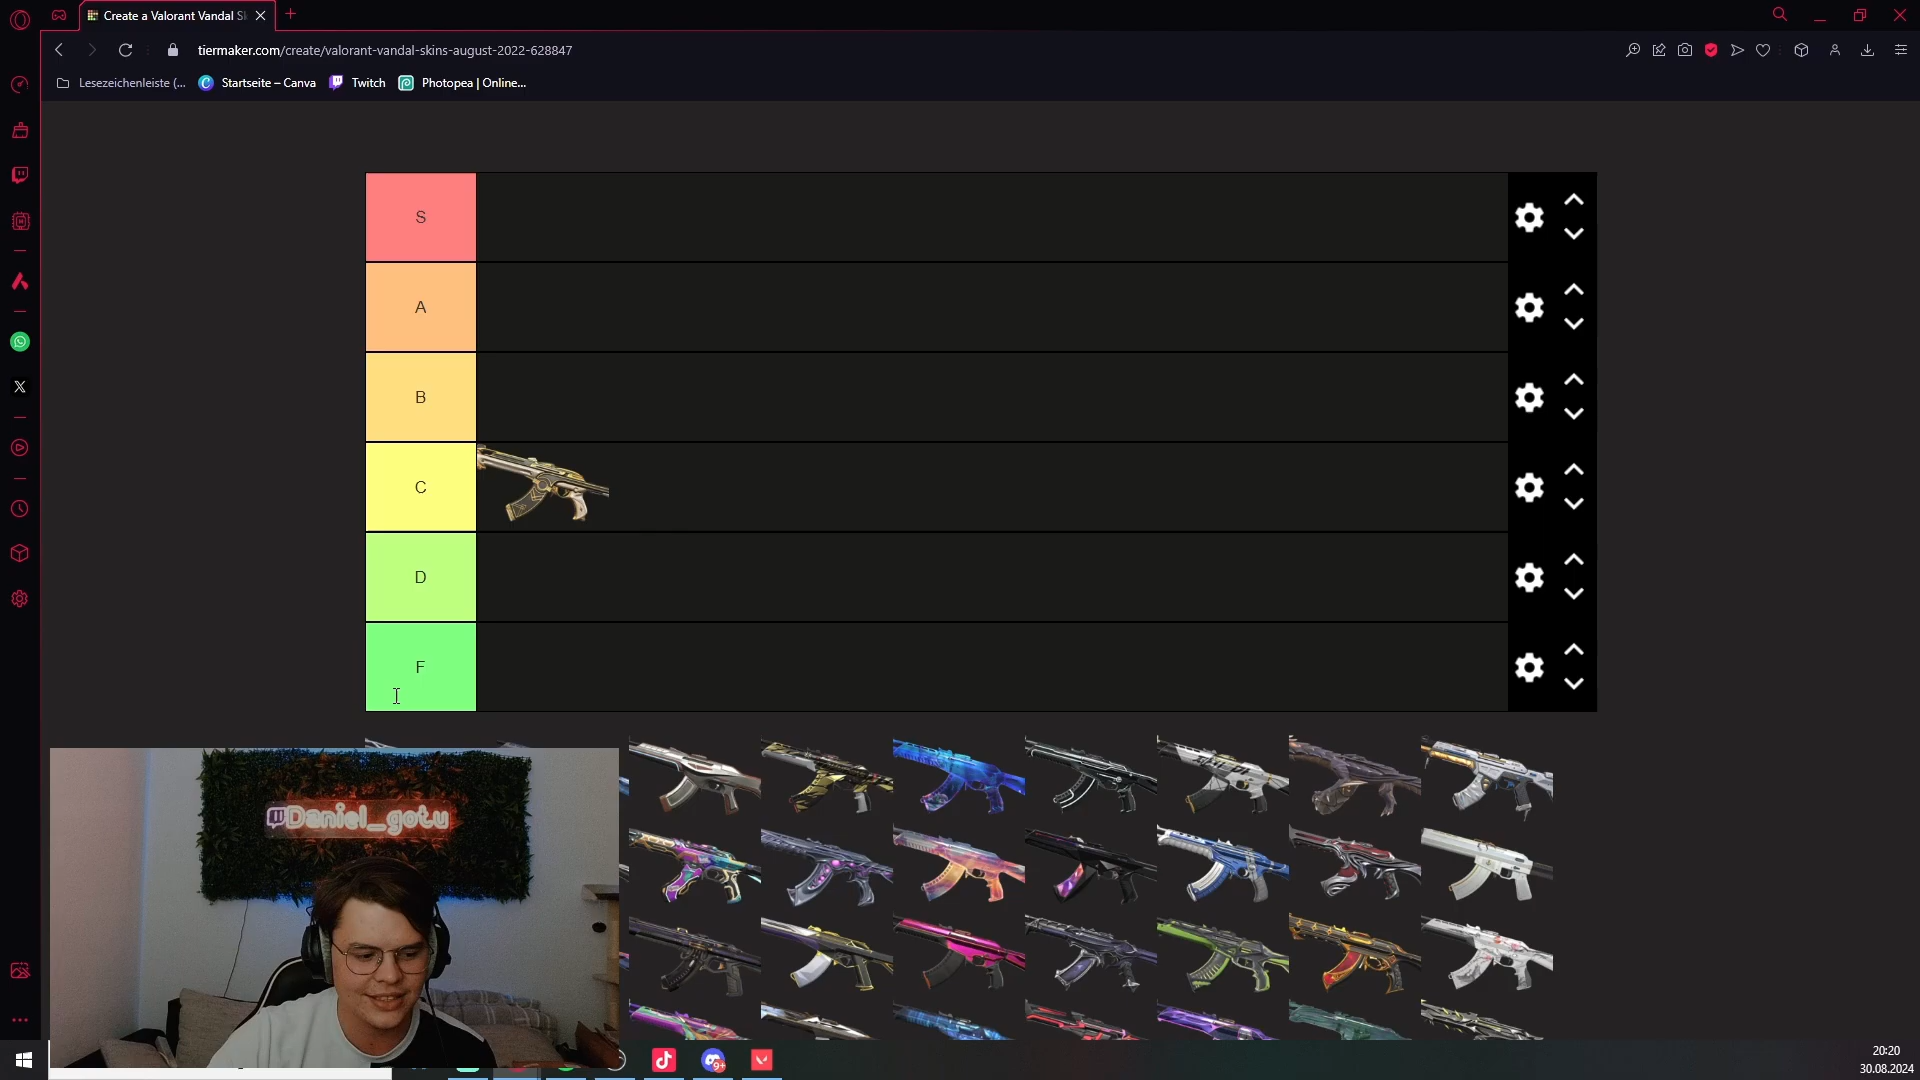 Create a Valorant Vandal Sk
tiermaker.com/create/valorant-vandal-skins-august-2022-628847
Lesezeichenleiste (... Startseite – Canva Twitch Photopea | Online...
S
A
B
C
D
F
@Daniel_gotu
9+
20:20
30.08.2024